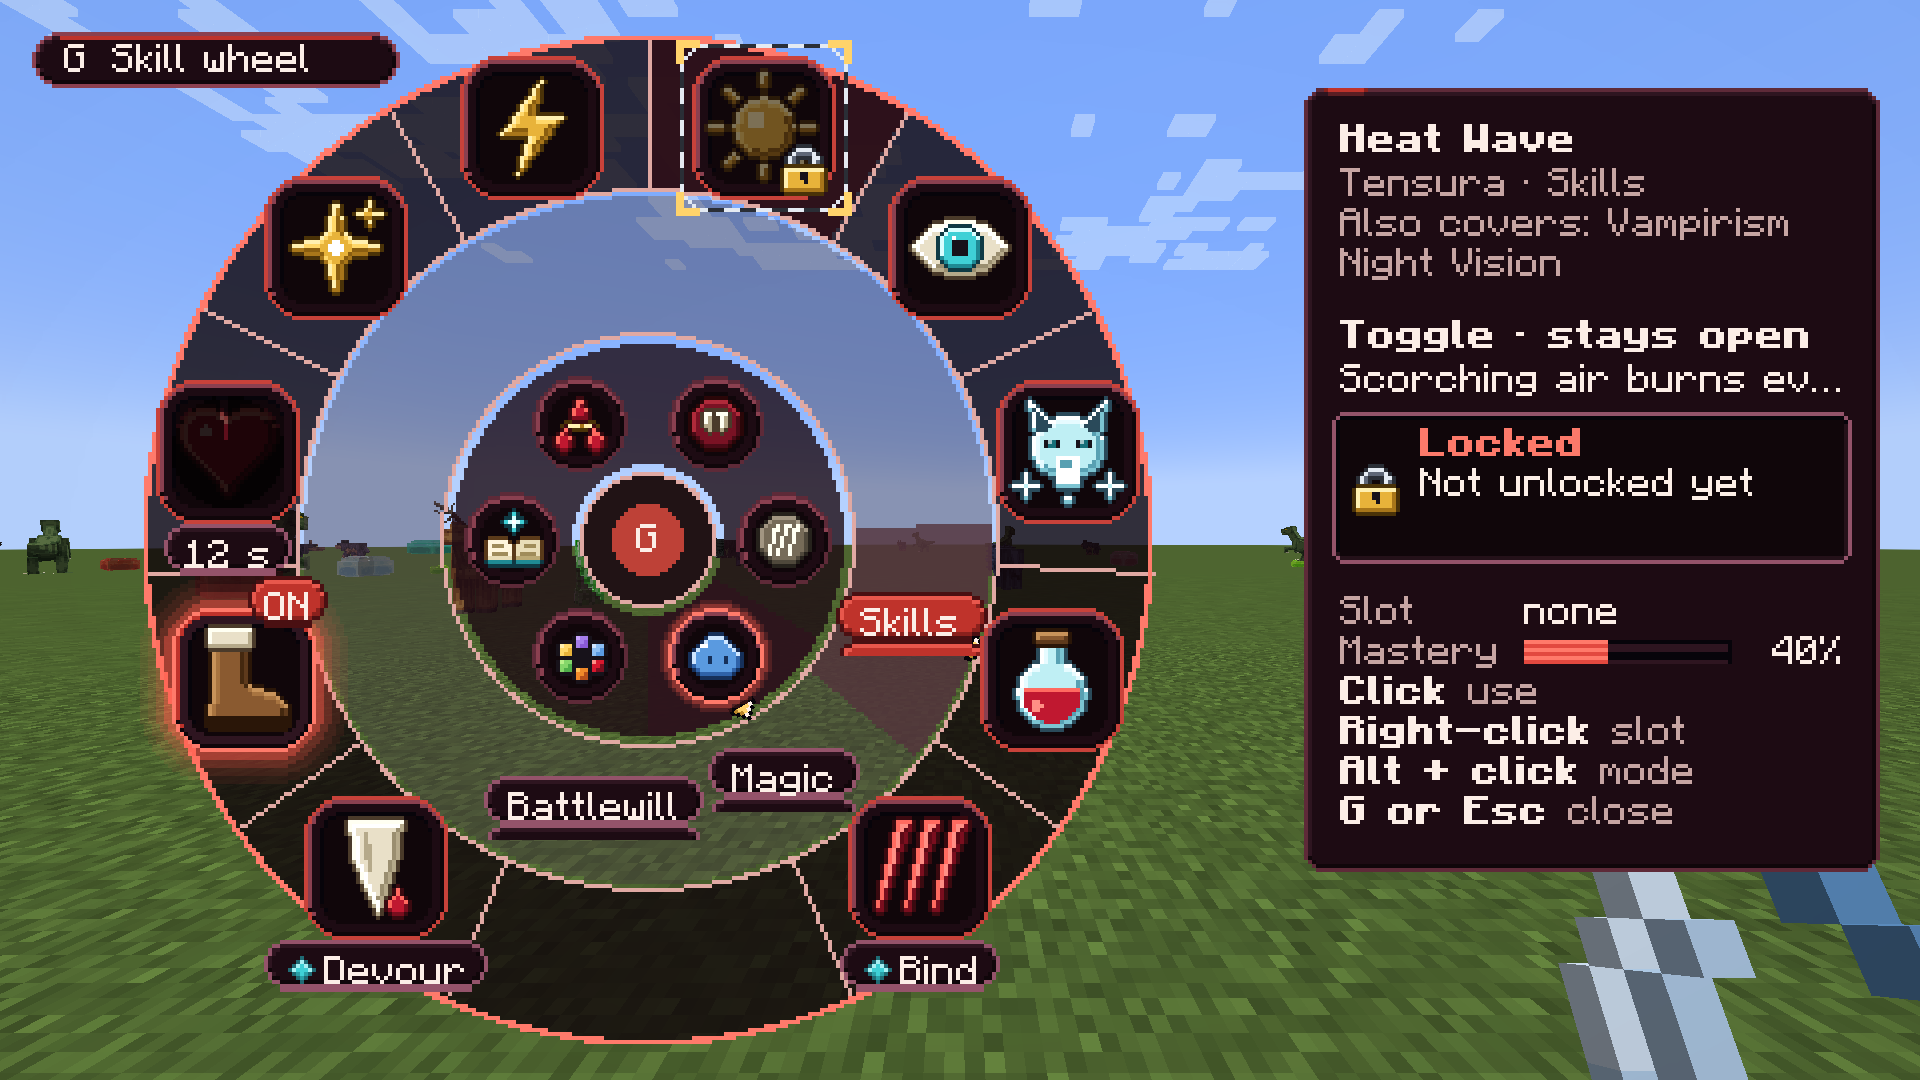 G Skill wheel
12 s
ON
G
Skills
Battlewill
Magic
Devour
Bind
Heat Wave
Tensura · Skills
Also covers: Vampirism
Night Vision
Toggle · stays open
Scorching air burns ev...
Locked
Not unlocked yet
Slot none
Mastery 40%
Click use
Right-click slot
Alt + click mode
G or Esc close